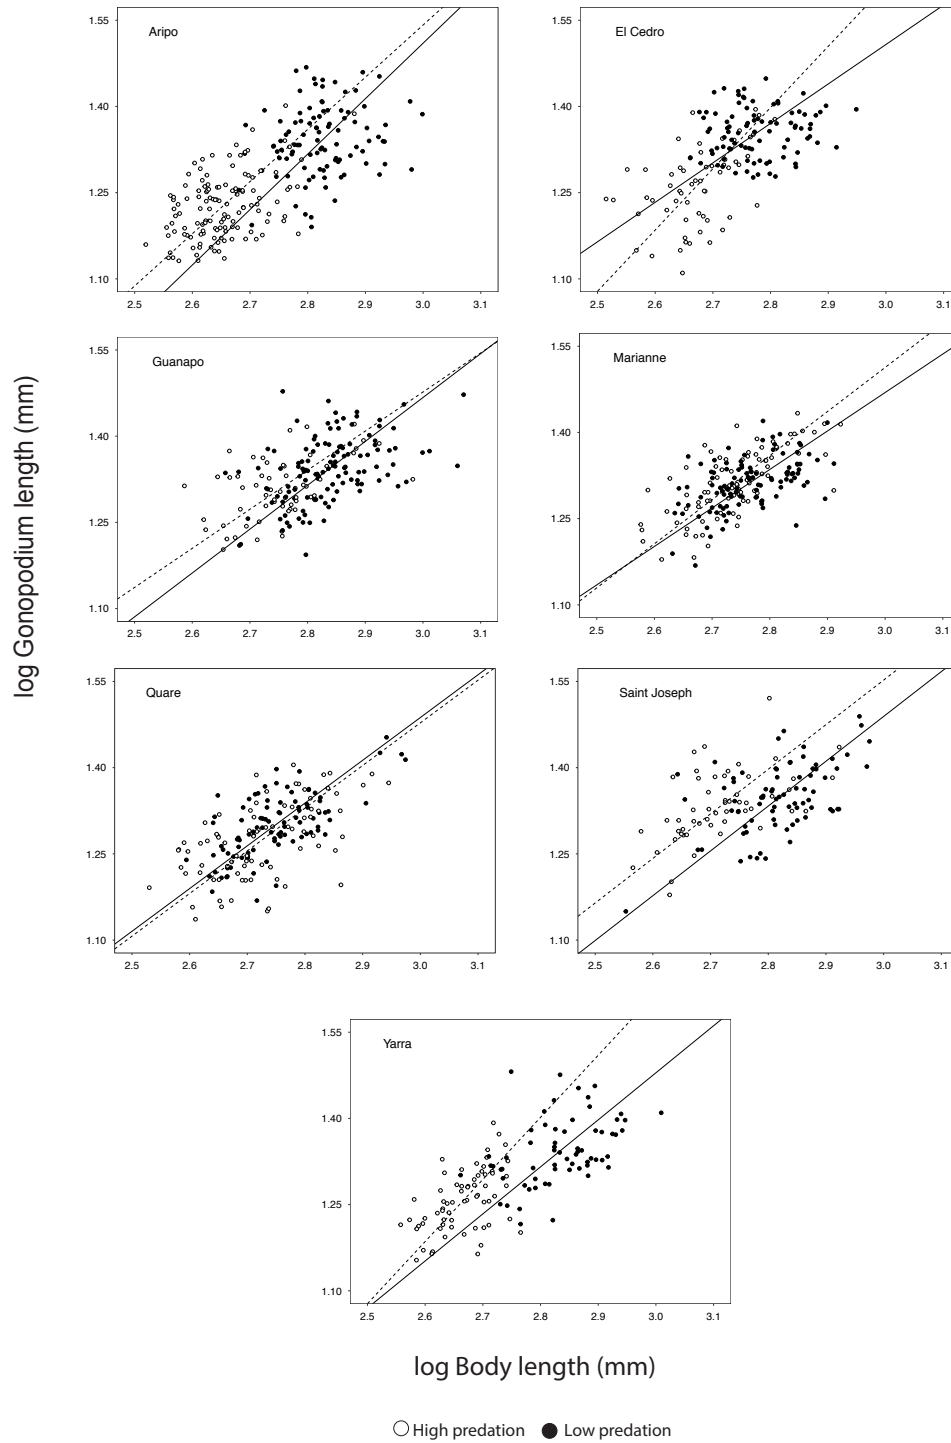 Aripo
1.55
1.40
1.25
1.10
2.5 2.6 2.7 2.8 2.9 3.0 3.1
El Cedro
1.55
1.40
1.25
1.10
2.5 2.6 2.7 2.8 2.9 3.0 3.1
Guanapo
1.55
1.40
1.25
1.10
2.5 2.6 2.7 2.8 2.9 3.0 3.1
Marianne
1.55
1.40
1.25
1.10
2.5 2.6 2.7 2.8 2.9 3.0 3.1
log Gonopodium length (mm)
Quare
1.55
1.40
1.25
1.10
2.5 2.6 2.7 2.8 2.9 3.0 3.1
Saint Joseph
1.55
1.40
1.25
1.10
2.5 2.6 2.7 2.8 2.9 3.0 3.1
Yarra
1.55
1.40
1.25
1.10
2.5 2.6 2.7 2.8 2.9 3.0 3.1
log Body length (mm)
High predation Low predation